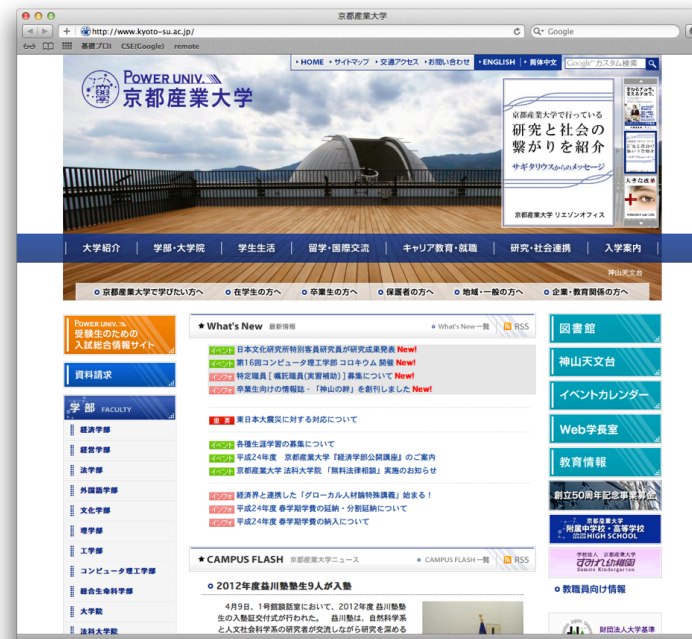 京都産業大学
http://www.kyoto-su.ac.jp/
Google
基礎プロII CSE(Google) remote
HOME ・サイトマップ ・交通アクセス ・お問い合わせ ・ENGLISH ・简体中文 Google カスタム検索
POWER UNIV.
京都産業大学
京都産業大学で行っている
研究と社会の
繋がりを紹介
サギタリウスからのメッセージ
京都産業大学 リエゾンオフィス
大きな改革
大学紹介 学部・大学院 学生生活 留学・国際交流 キャリア教育・就職 研究・社会連携 入学案内
神山天文台
京都産業大学で学びたい方へ 在学生の方へ 卒業生の方へ 保護者の方へ 地域・一般の方へ 企業・教育関係の方へ
POWER UNIV.
受験生のための
入試総合情報サイト
資料請求
学部 FACULTY
経済学部
経営学部
法学部
外国語学部
文化学部
理学部
工学部
コンピュータ理工学部
総合生命科学部
大学院
法科大学院
★What's New 最新情報 What's New 一覧 RSS
イベント 日本文化研究所特別客員研究員が研究成果発表 New!
イベント 第16回コンピュータ理工学部 コロキウム 開催 New!
インフォ 特定職員 [ 嘱託職員(実習補助) ] 募集について New!
インフォ 卒業生向けの情報誌・「神山の絆」を創刊しました New!
重 要 東日本大震災に対する対応について
イベント 各種生涯学習の募集について
イベント 平成24年度 京都産業大学『経済学部公開講座』のご案内
イベント 京都産業大学 法科大学院 「無料法律相談」実施のお知らせ
インフォ 経済界と連携した「グローカル人材論特殊講義」始まる!
インフォ 平成24年度 春学期学費の延納・分割延納について
インフォ 平成24年度 春学期学費の納入について
★CAMPUS FLASH 京都産業大学ニュース CAMPUS FLASH 一覧 RSS
2012年度益川塾塾生9人が入塾
4月9日、1号館談話室において、2012年度 益川塾塾
生の入塾証交付式が行われた。 益川塾は、自然科学系
と人文社会科学系の研究者が交流しながら研究を深める
図書館
神山天文台
イベントカレンダー
Web学長室
教育情報
創立50周年記念事業募金
京都産業大学
附属中学校・高等学校
HIGH SCHOOL
学校法人 京都産業大学
すみれ幼稚園
Sumire Kindergarten
教職員向け情報
財団法人大学基準